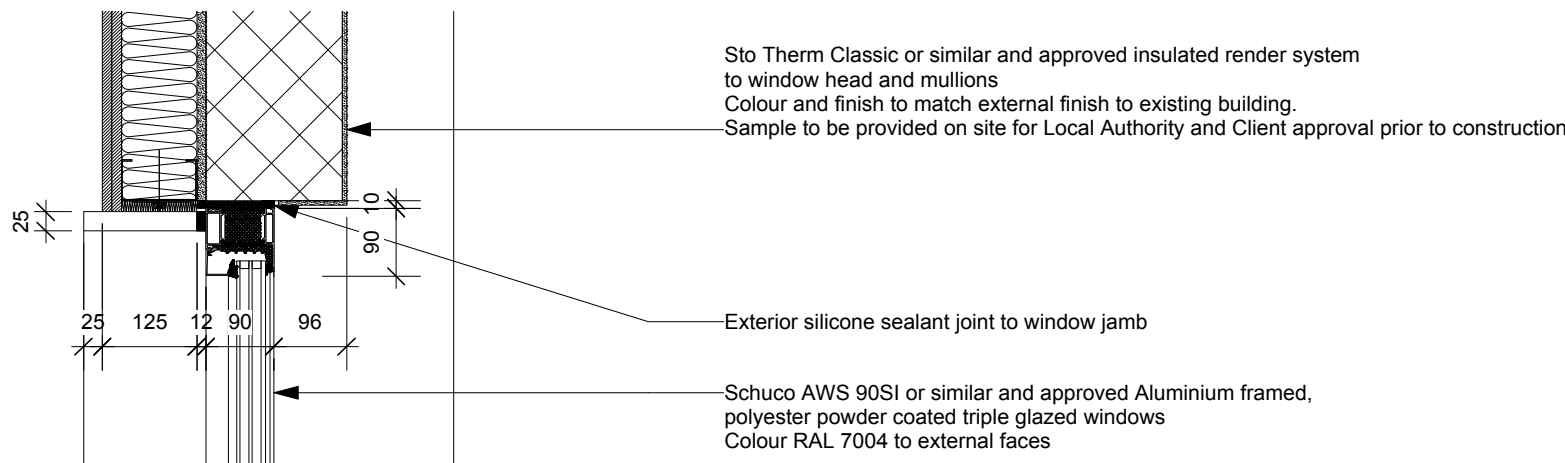 Sto Therm Classic or similar and approved insulated render system
to window head and mullions
Colour and finish to match external finish to existing building.
Sample to be provided on site for Local Authority and Client approval prior to construction
10
25
90
25 125 12 90 96
Exterior silicone sealant joint to window jamb
Schuco AWS 90SI or similar and approved Aluminium framed,
polyester powder coated triple glazed windows
Colour RAL 7004 to external faces